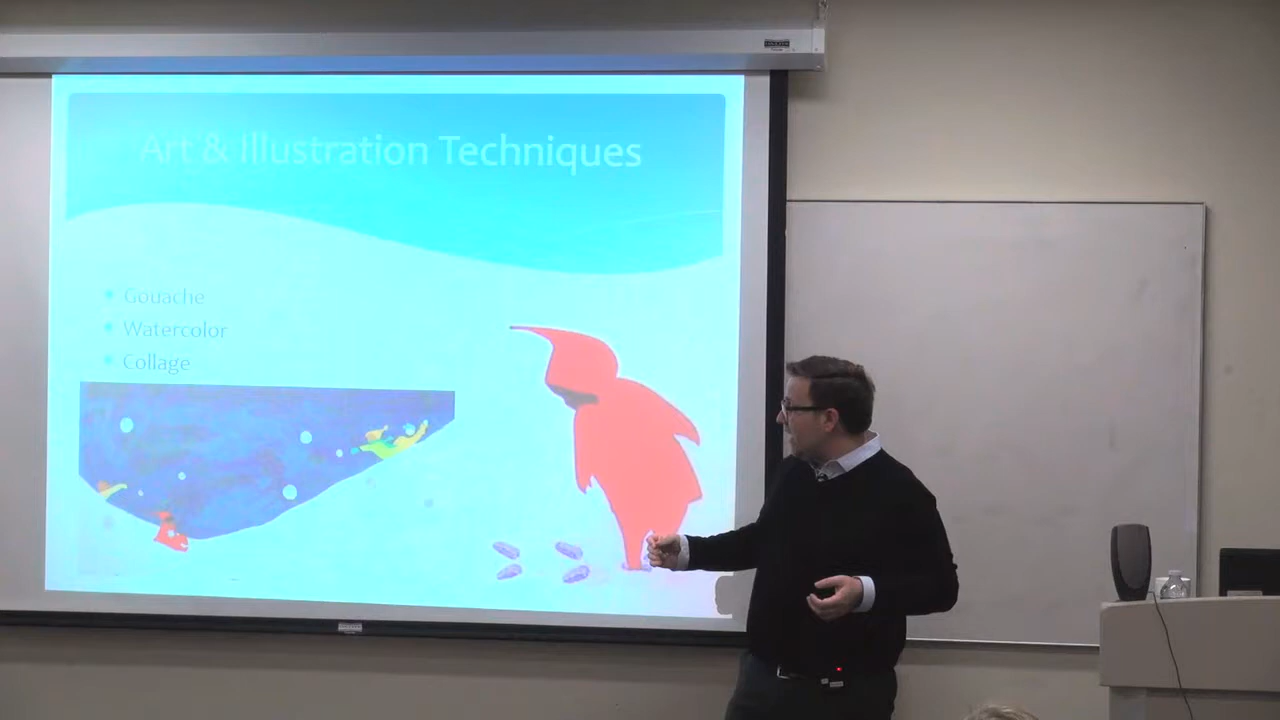 Art & Illustration Techniques
Gouache
Watercolor
Collage